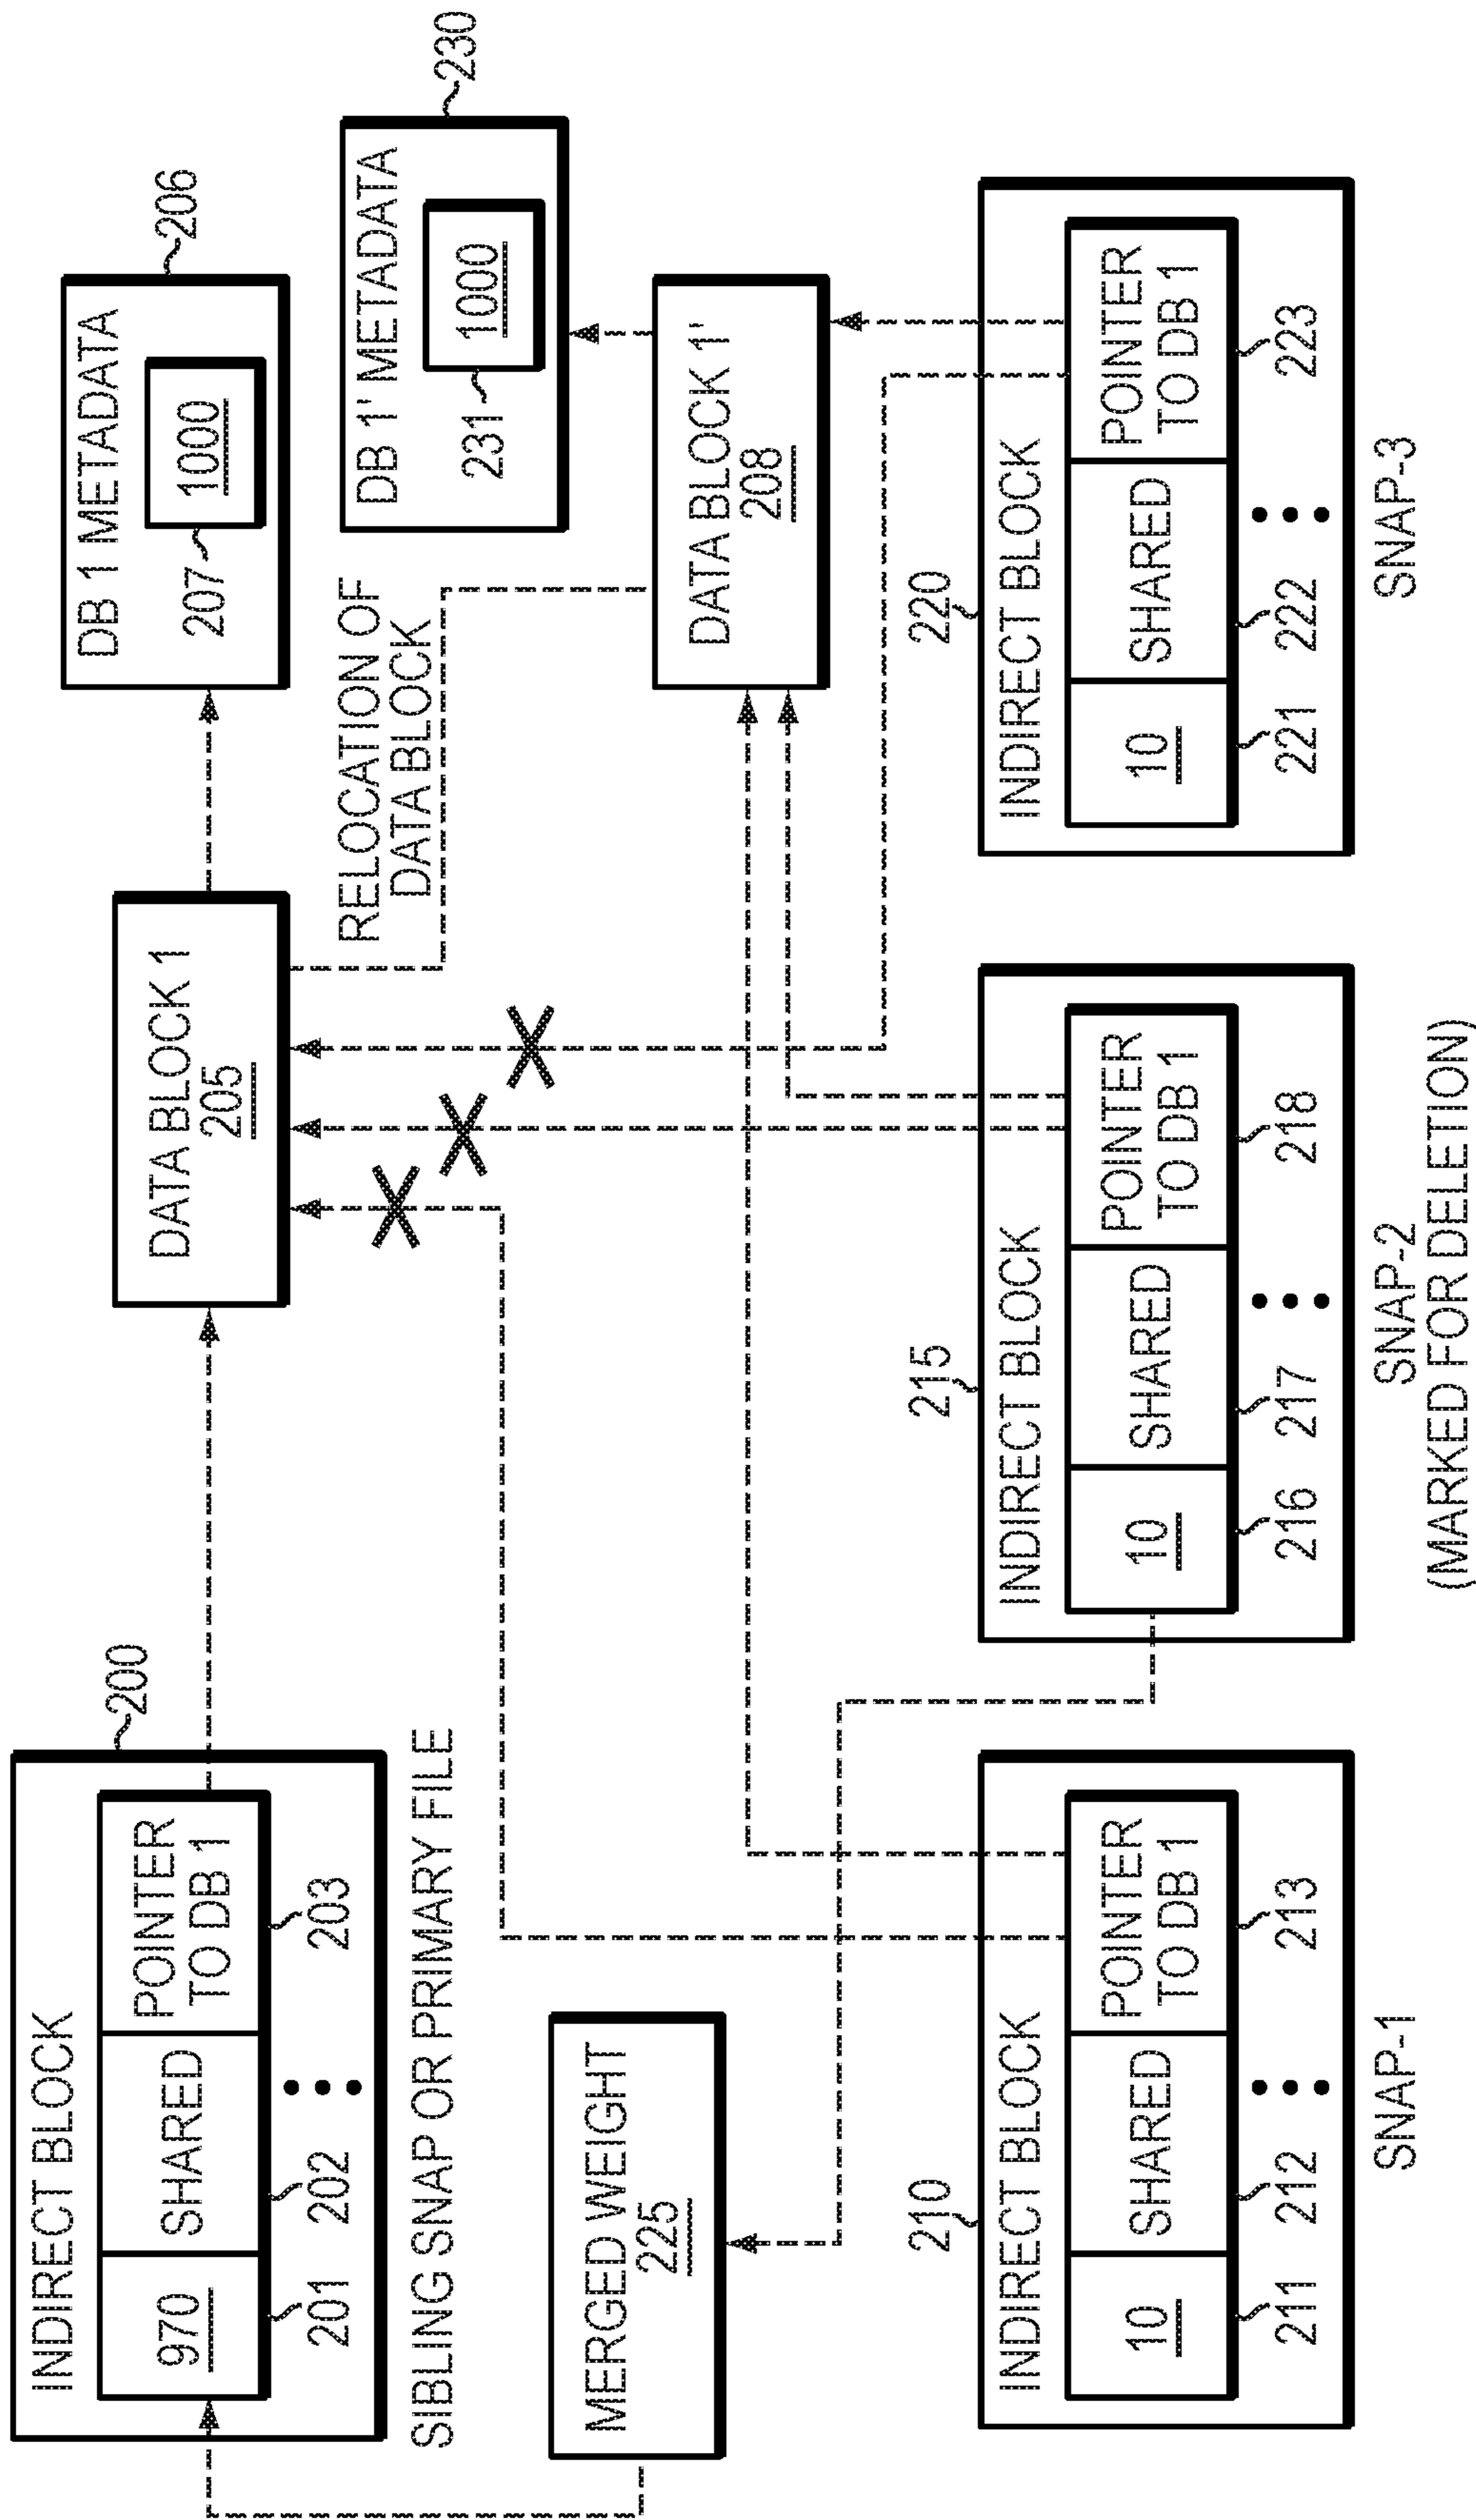 INDIRECT BLOCK
200
970
SHARED
POINTER
TO DB 1
201
202
203
SIBLING SNAP OR PRIMARY FILE
DATA BLOCK 1
205
DB 1 METADATA
206
1000
207
RELOCATION OF
DATA BLOCK
DB 1' METADATA
230
1000
231
MERGED WEIGHT
225
DATA BLOCK 1'
208
210
INDIRECT BLOCK
10
SHARED
POINTER
TO DB 1
211
212
213
SNAP-1
215
INDIRECT BLOCK
10
SHARED
POINTER
TO DB 1
216
217
218
SNAP-2
(MARKED FOR DELETION)
220
INDIRECT BLOCK
10
SHARED
POINTER
TO DB 1
221
222
223
SNAP-3